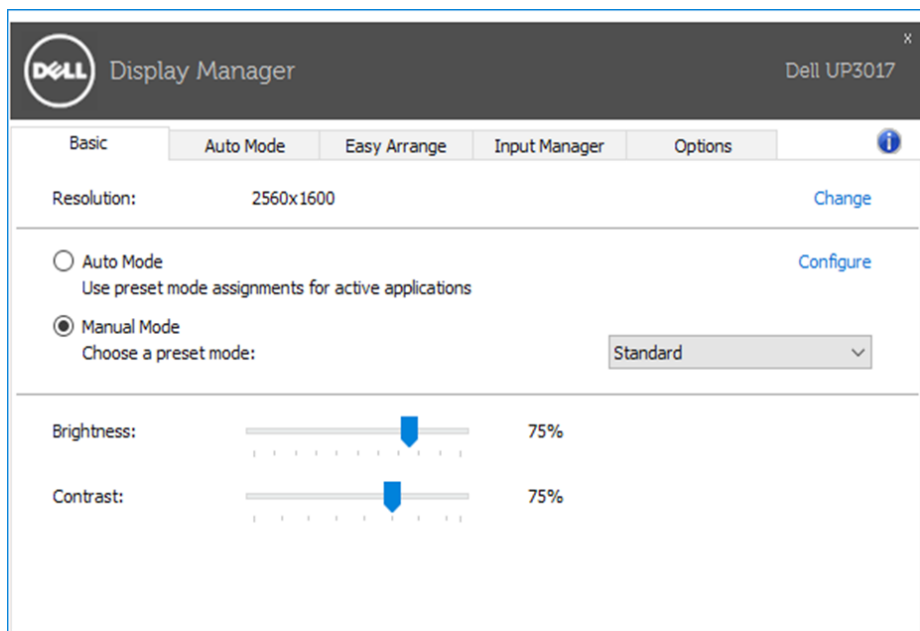 x
DELL Display Manager Dell UP3017
Basic Auto Mode Easy Arrange Input Manager Options i
Resolution: 2560x1600 Change
Auto Mode Configure
Use preset mode assignments for active applications
Manual Mode
Choose a preset mode: Standard
Brightness: 75%
Contrast: 75%